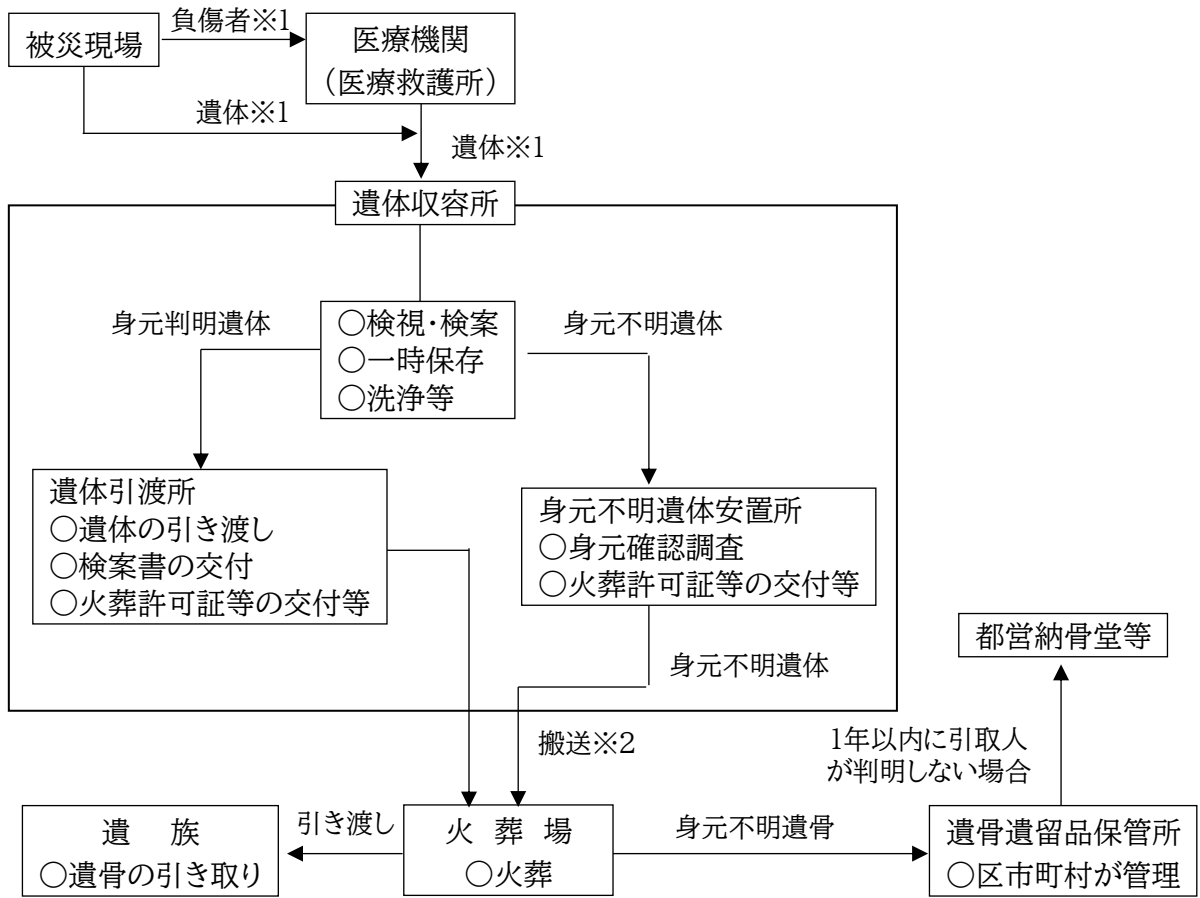 被災現場
負傷者※1
医療機関
（医療救護所）
遺体※1
遺体※1
遺体収容所
身元判明遺体
○検視・検案
○一時保存
○洗浄等
身元不明遺体
遺体引渡所
○遺体の引き渡し
○検案書の交付
○火葬許可証等の交付等
身元不明遺体安置所
○身元確認調査
○火葬許可証等の交付等
身元不明遺体
都営納骨堂等
搬送※2
1年以内に引取人
が判明しない場合
遺　族
○遺骨の引き取り
引き渡し
火 葬 場
○火葬
身元不明遺骨
遺骨遺留品保管所
○区市町村が管理